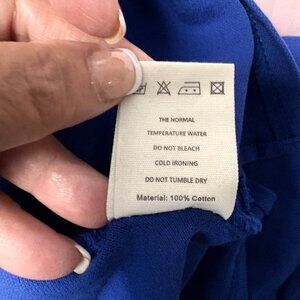 THE NORMAL
TEMPERATURE WATER
DO NOT BLEACH
COLD IRONING
DO NOT TUMBLE DRY
Material: 100% Cotton